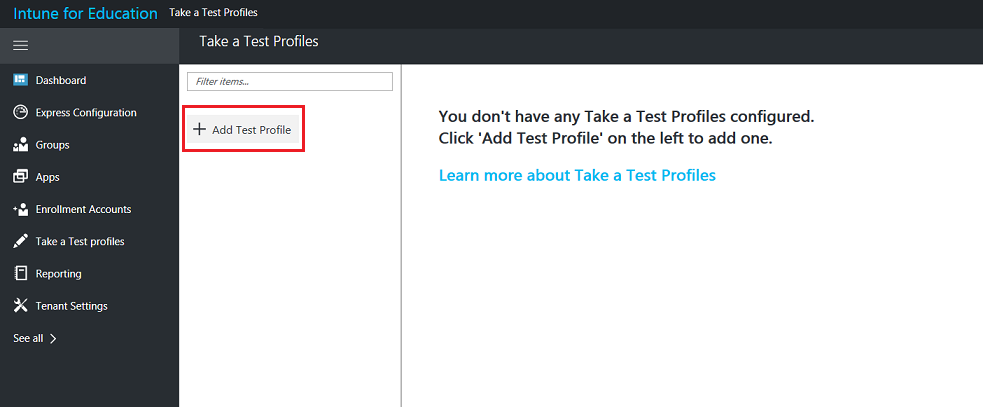 Intune for Education Take a Test Profiles
Take a Test Profiles
Dashboard
Express Configuration
Groups
Apps
Enrollment Accounts
Take a Test profiles
Reporting
Tenant Settings
See all
Filter items...
Add Test Profile
You don't have any Take a Test Profiles configured.
Click 'Add Test Profile' on the left to add one.
Learn more about Take a Test Profiles